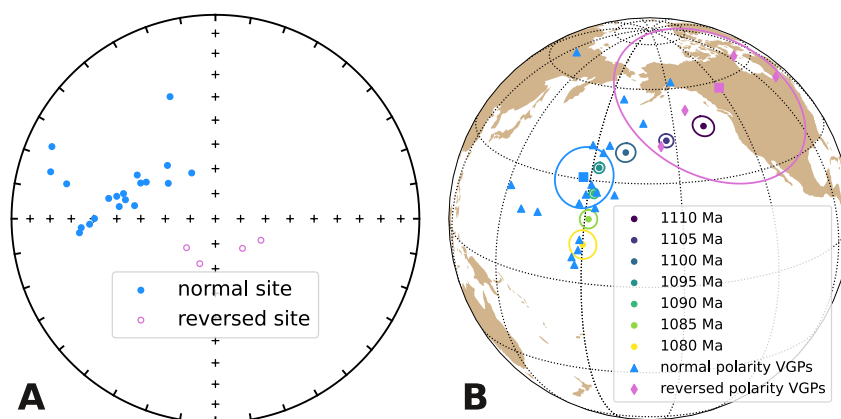 normal site
reversed site
A
1110 Ma
1105 Ma
1100 Ma
1095 Ma
1090 Ma
1085 Ma
1080 Ma
normal polarity VGPs
reversed polarity VGPs
B